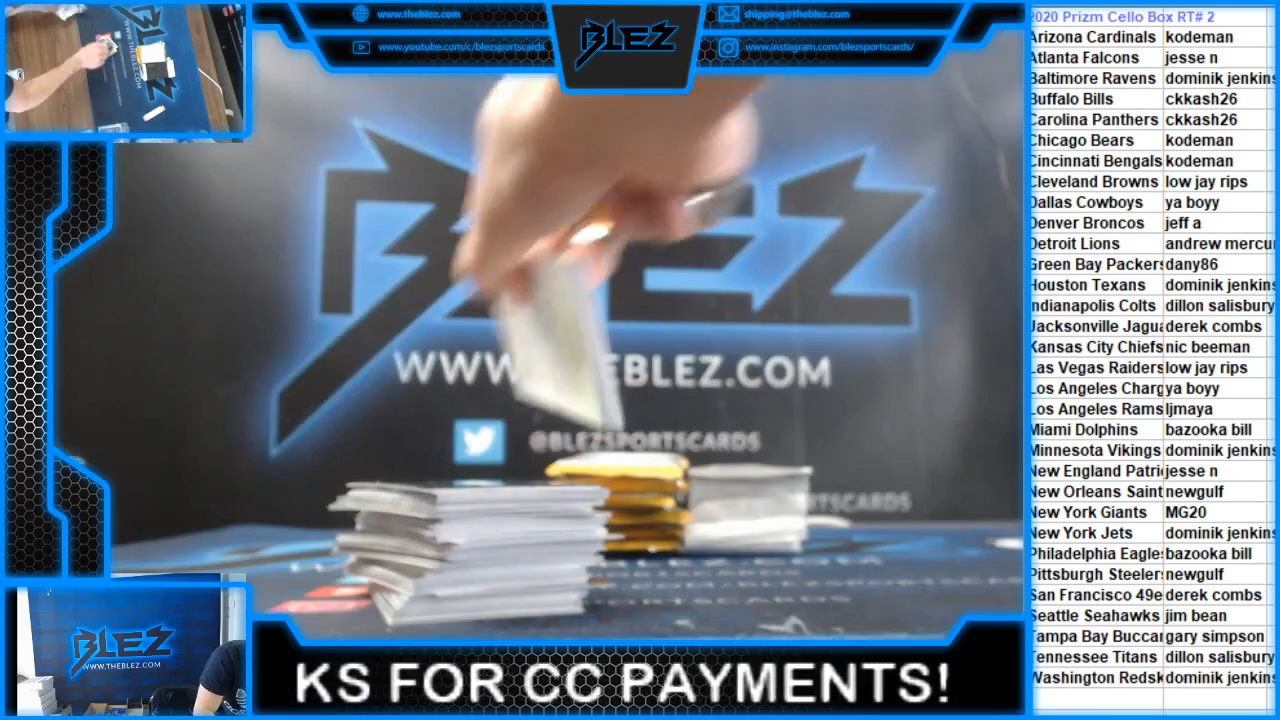 www.theblez.com
www.youtube.com/c/blezsportscards
BLEZ
shipping@theblez.com
www.instagram.com/blezsportscards/
BLEZ
WWW. EBLEZ.COM
@BLEZSPORTSCARDS
RTSCARDS
BLEZ
WWW.THEBLEZ.COM
KS FOR CC PAYMENTS!
2020 Prizm Cello Box RT# 2
Arizona Cardinals kodeman
Atlanta Falcons jesse n
Baltimore Ravens dominik jenkins
Buffalo Bills ckkash26
Carolina Panthers ckkash26
Chicago Bears kodeman
Cincinnati Bengals kodeman
Cleveland Browns low jay rips
Dallas Cowboys ya boyy
Denver Broncos jeff a
Detroit Lions andrew mercu
Green Bay Packers dany86
Houston Texans dominik jenkins
Indianapolis Colts dillon salisbury
Jacksonville Jagua derek combs
Kansas City Chiefs nic beeman
Las Vegas Raiders low jay rips
Los Angeles Charg ya boyy
Los Angeles Rams ljmaya
Miami Dolphins bazooka bill
Minnesota Vikings dominik jenkins
New England Patri jesse n
New Orleans Saint newgulf
New York Giants MG20
New York Jets dominik jenkins
Philadelphia Eagle bazooka bill
Pittsburgh Steelers newgulf
San Francisco 49e derek combs
Seattle Seahawks jim bean
Tampa Bay Buccar gary simpson
Tennessee Titans dillon salisbury
Washington Redsk dominik jenkins